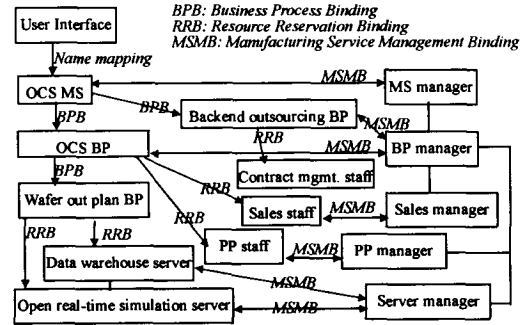 BPB: Business Process Binding
User Interface
RRB: Resource Reservation Binding
MSMB: Manufacturing Service Management Binding
Name mapping
MSMB
MS manager
OCS MS
BPB
BPB
Backend outsourcing BP
MSMB
RRB
OCS BP
MSMB
BP manager
BPB
Contract mgmt. staff
RRB
Wafer out plan BP
Sales staff
MSMB
Sales manager
RRB
RRB
RRB
PP staff
MSMB
PP manager
Data warehouse server
MSMB
Open real-time simulation server
MSMB
Server manager